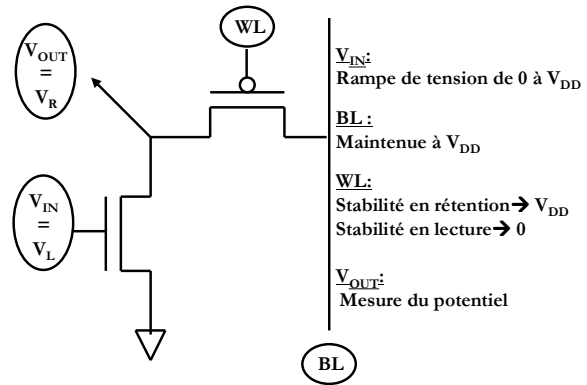 WL
V_OUT
=
V_R
V_IN
=
V_L
V_IN:
Rampe de tension de 0 à V_DD
BL :
Maintenue à V_DD
WL:
Stabilité en rétention➔ V_DD
Stabilité en lecture➔ 0
V_OUT:
Mesure du potentiel
BL